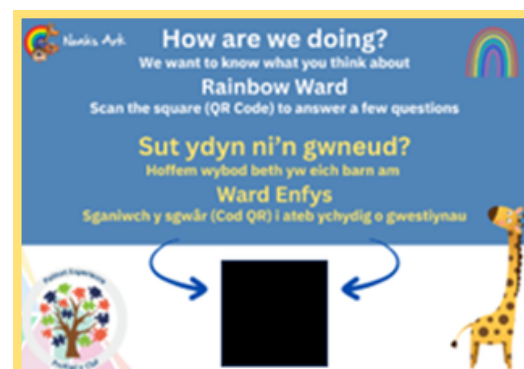 Noah's Ark
How are we doing?
We want to know what you think about
Rainbow Ward
Scan the square (QR Code) to answer a few questions
Sut ydyn ni'n gwneud?
Hoffem wybod beth yw eich barn am
Ward Enfys
Sganiwch y sgwâr (Cod QR) i ateb ychydig o gwestiynau
Patient Experience